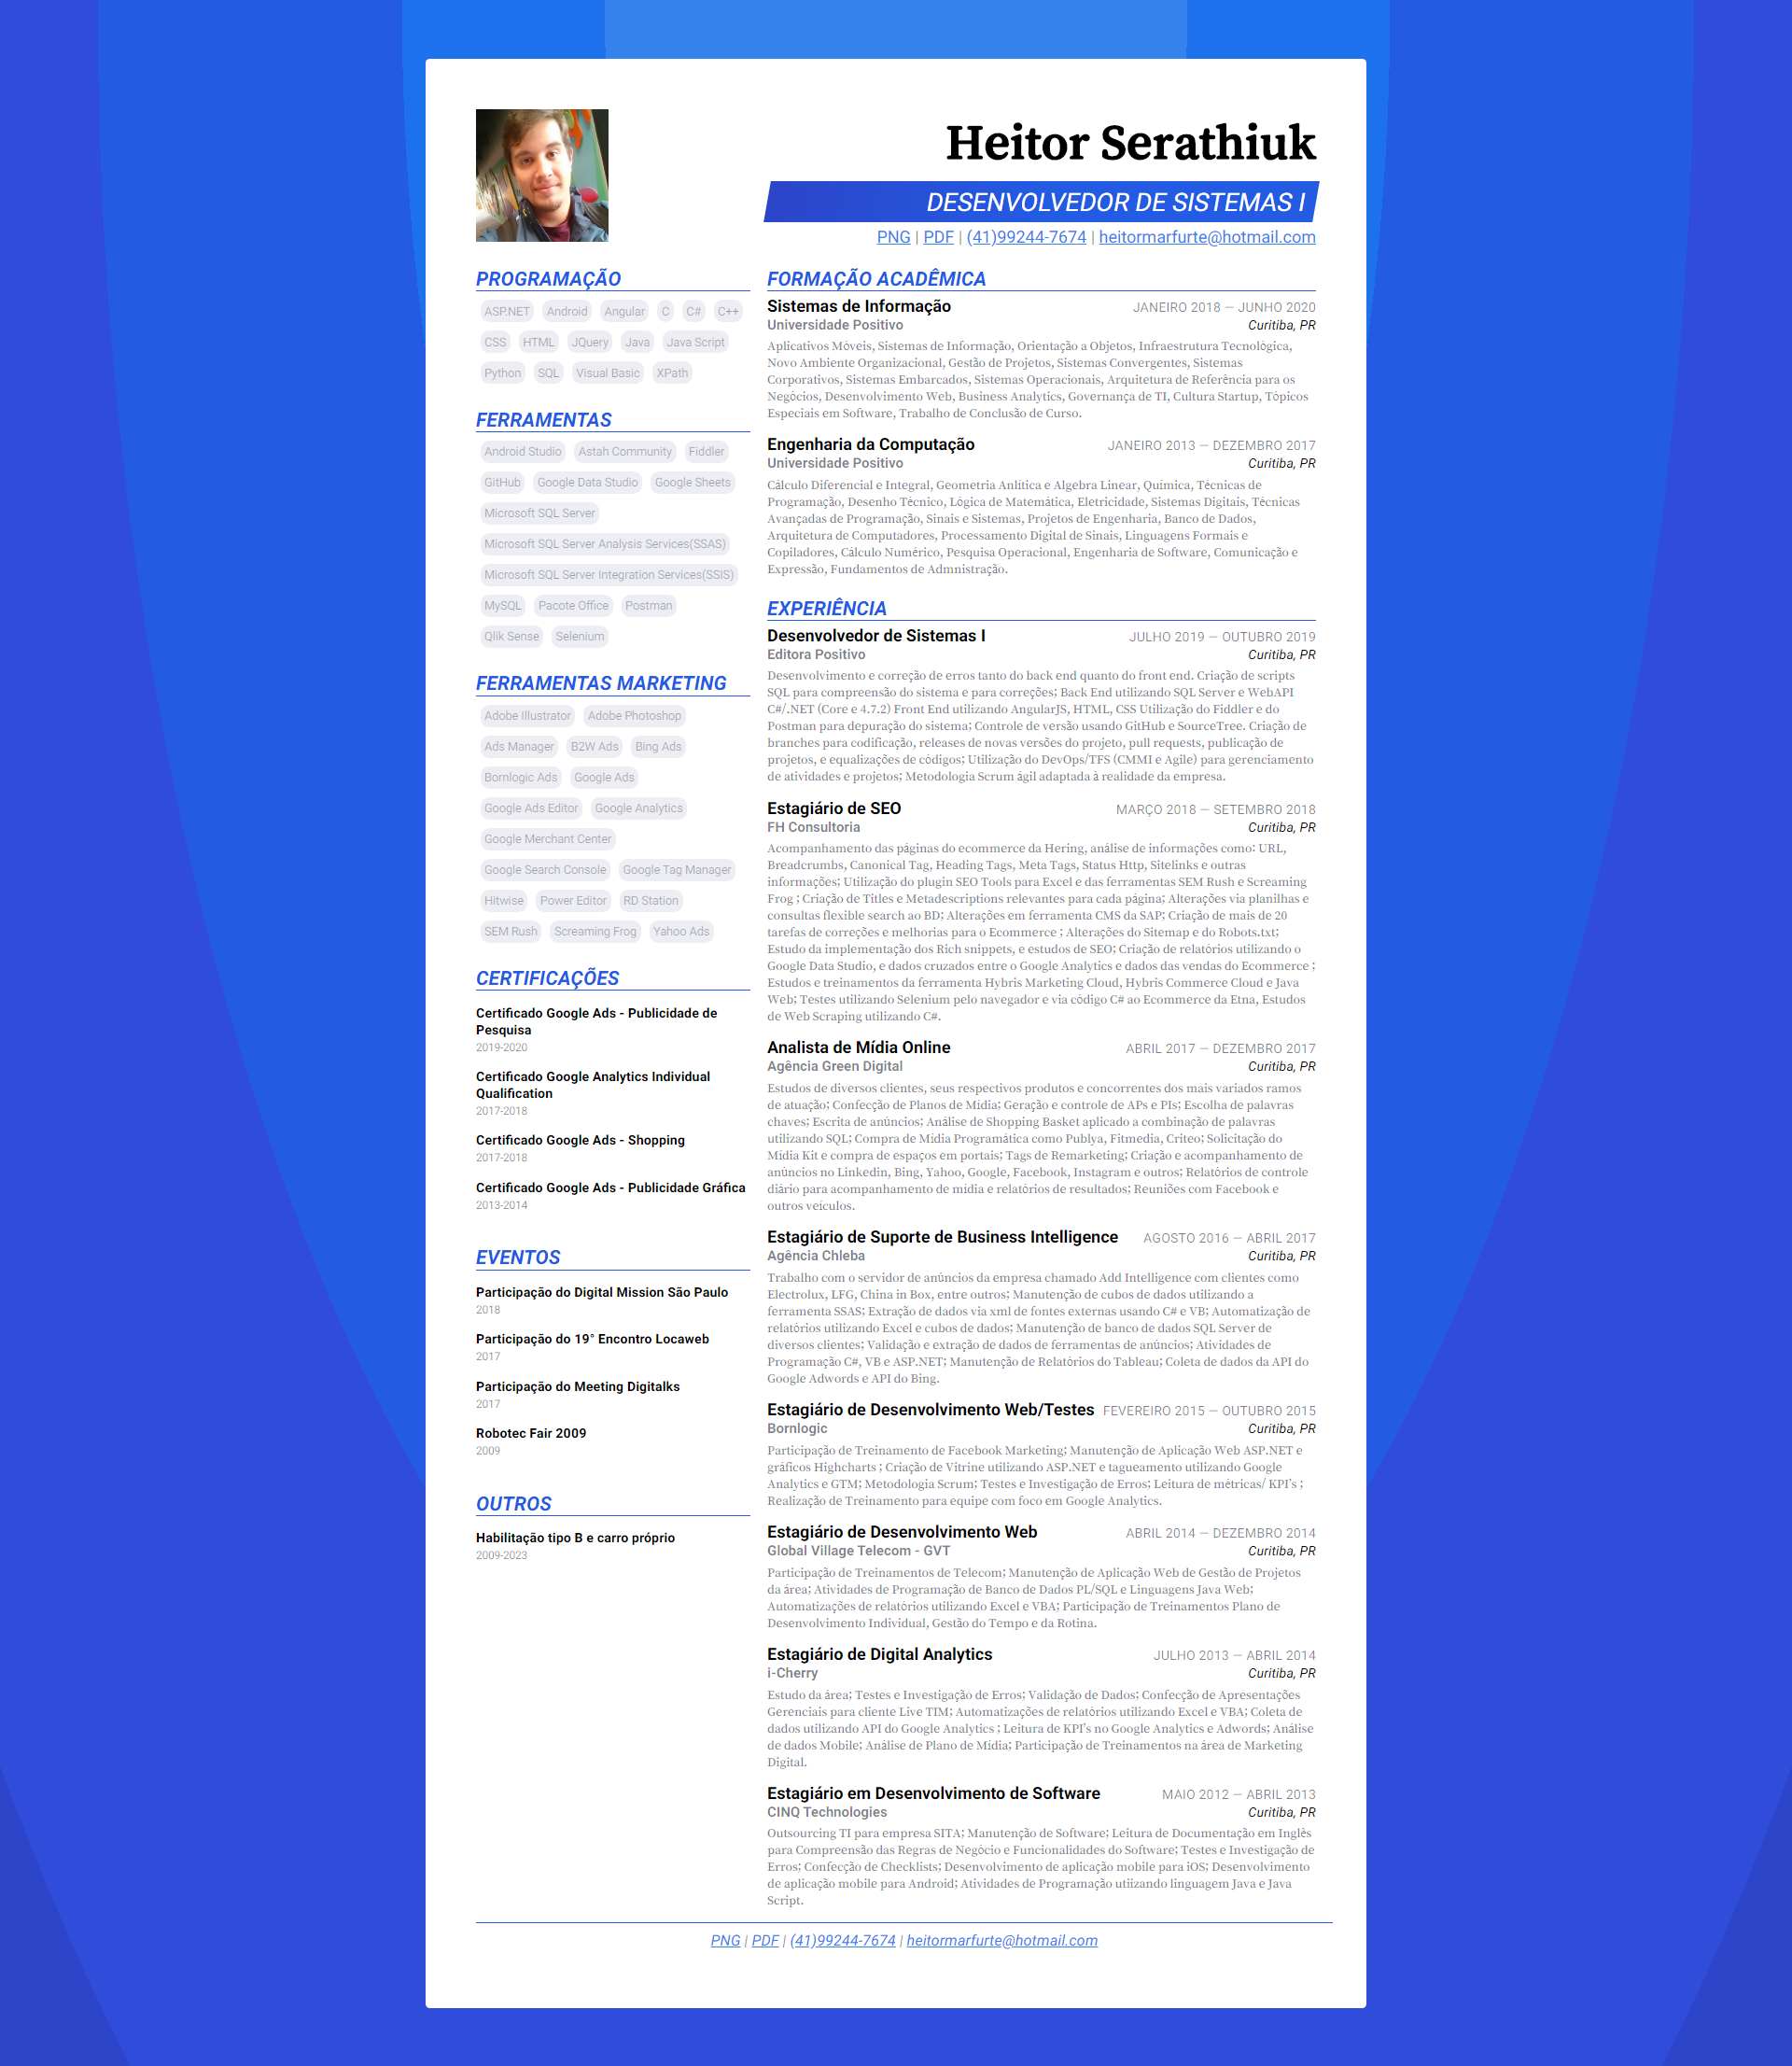 Heitor Serathiuk
DESENVOLVEDOR DE SISTEMAS I
PNG | PDF | (41)99244-7674 | heitormarfurte@hotmail.com
PROGRAMAÇÃO
ASP.NET Android Angular C C# C++
CSS HTML JQuery Java Java Script
Python SQL Visual Basic XPath
FERRAMENTAS
Android Studio Astah Community Fiddler
GitHub Google Data Studio Google Sheets
Microsoft SQL Server
Microsoft SQL Server Analysis Services(SSAS)
Microsoft SQL Server Integration Services(SSIS)
MySQL Pacote Office Postman
Qlik Sense Selenium
FERRAMENTAS MARKETING
Adobe Illustrator Adobe Photoshop
Ads Manager B2W Ads Bing Ads
Bornlogic Ads Google Ads
Google Ads Editor Google Analytics
Google Merchant Center
Google Search Console Google Tag Manager
Hitwise Power Editor RD Station
SEM Rush Screaming Frog Yahoo Ads
CERTIFICAÇÕES
Certificado Google Ads - Publicidade de
Pesquisa
2019-2020
Certificado Google Analytics Individual
Qualification
2017-2018
Certificado Google Ads - Shopping
2017-2018
Certificado Google Ads - Publicidade Gráfica
2013-2014
EVENTOS
Participação do Digital Mission São Paulo
2018
Participação do 19° Encontro Locaweb
2017
Participação do Meeting Digitalks
2017
Robotec Fair 2009
2009
OUTROS
Habilitação tipo B e carro próprio
2009-2023
FORMAÇÃO ACADÊMICA
Sistemas de Informação JANEIRO 2018 — JUNHO 2020
Universidade Positivo Curitiba, PR
Aplicativos Móveis, Sistemas de Informação, Orientação a Objetos, Infraestrutura Tecnológica,
Novo Ambiente Organizacional, Gestão de Projetos, Sistemas Convergentes, Sistemas
Corporativos, Sistemas Embarcados, Sistemas Operacionais, Arquitetura de Referência para os
Negócios, Desenvolvimento Web, Business Analytics, Governança de TI, Cultura Startup, Tópicos
Especiais em Software, Trabalho de Conclusão de Curso.
Engenharia da Computação JANEIRO 2013 — DEZEMBRO 2017
Universidade Positivo Curitiba, PR
Cálculo Diferencial e Integral, Geometria Anlítica e Algebra Linear, Química, Técnicas de
Programação, Desenho Técnico, Lógica de Matemática, Eletricidade, Sistemas Digitais, Técnicas
Avançadas de Programação, Sinais e Sistemas, Projetos de Engenharia, Banco de Dados,
Arquitetura de Computadores, Processamento Digital de Sinais, Linguagens Formais e
Copiladores, Cálculo Numérico, Pesquisa Operacional, Engenharia de Software, Comunicação e
Expressão, Fundamentos de Admnistração.
EXPERIÊNCIA
Desenvolvedor de Sistemas I JULHO 2019 — OUTUBRO 2019
Editora Positivo Curitiba, PR
Desenvolvimento e correção de erros tanto do back end quanto do front end. Criação de scripts
SQL para compreensão do sistema e para correções; Back End utilizando SQL Server e WebAPI
C#/.NET (Core e 4.7.2) Front End utilizando AngularJS, HTML, CSS Utilização do Fiddler e do
Postman para depuração do sistema; Controle de versão usando GitHub e SourceTree. Criação de
branches para codificação, releases de novas versões do projeto, pull requests, publicação de
projetos, e equalizações de códigos; Utilização do DevOps/TFS (CMMI e Agile) para gerenciamento
de atividades e projetos; Metodologia Scrum ágil adaptada à realidade da empresa.
Estagiário de SEO MARÇO 2018 — SETEMBRO 2018
FH Consultoria Curitiba, PR
Acompanhamento das páginas do ecommerce da Hering, análise de informações como: URL,
Breadcrumbs, Canonical Tag, Heading Tags, Meta Tags, Status Http, Sitelinks e outras
informações; Utilização do plugin SEO Tools para Excel e das ferramentas SEM Rush e Screaming
Frog ; Criação de Titles e Metadescriptions relevantes para cada página; Alterações via planilhas e
consultas flexible search ao BD; Alterações em ferramenta CMS da SAP; Criação de mais de 20
tarefas de correções e melhorias para o Ecommerce ; Alterações do Sitemap e do Robots.txt;
Estudo da implementação dos Rich snippets, e estudos de SEO; Criação de relatórios utilizando o
Google Data Studio, e dados cruzados entre o Google Analytics e dados das vendas do Ecommerce ;
Estudos e treinamentos da ferramenta Hybris Marketing Cloud, Hybris Commerce Cloud e Java
Web; Testes utilizando Selenium pelo navegador e via código C# ao Ecommerce da Etna, Estudos
de Web Scraping utilizando C#.
Analista de Mídia Online ABRIL 2017 — DEZEMBRO 2017
Agência Green Digital Curitiba, PR
Estudos de diversos clientes, seus respectivos produtos e concorrentes dos mais variados ramos
de atuação; Confecção de Planos de Mídia; Geração e controle de APs e PIs; Escolha de palavras
chaves; Escrita de anúncios; Análise de Shopping Basket aplicado a combinação de palavras
utilizando SQL; Compra de Mídia Programática como Publya, Fitmedia, Criteo; Solicitação do
Midia Kit e compra de espaços em portais; Tags de Remarketing; Criação e acompanhamento de
anúncios no Linkedin, Bing, Yahoo, Google, Facebook, Instagram e outros; Relatórios de controle
diário para acompanhamento de mídia e relatórios de resultados; Reuniões com Facebook e
outros veículos.
Estagiário de Suporte de Business Intelligence AGOSTO 2016 — ABRIL 2017
Agência Chleba Curitiba, PR
Trabalho com o servidor de anúncios da empresa chamado Add Intelligence com clientes como
Electrolux, LFG, China in Box, entre outros; Manutenção de cubos de dados utilizando a
ferramenta SSAS; Extração de dados via xml de fontes externas usando C# e VB; Automatização de
relatórios utilizando Excel e cubos de dados; Manutenção de banco de dados SQL Server de
diversos clientes; Validação e extração de dados de ferramentas de anúncios; Atividades de
Programação C#, VB e ASP.NET; Manutenção de Relatórios do Tableau; Coleta de dados da API do
Google Adwords e API do Bing.
Estagiário de Desenvolvimento Web/Testes FEVEREIRO 2015 — OUTUBRO 2015
Bornlogic Curitiba, PR
Participação de Treinamento de Facebook Marketing; Manutenção de Aplicação Web ASP.NET e
gráficos Highcharts ; Criação de Vitrine utilizando ASP.NET e tagueamento utilizando Google
Analytics e GTM; Metodologia Scrum; Testes e Investigação de Erros; Leitura de métricas/ KPI's ;
Realização de Treinamento para equipe com foco em Google Analytics.
Estagiário de Desenvolvimento Web ABRIL 2014 — DEZEMBRO 2014
Global Village Telecom - GVT Curitiba, PR
Participação de Treinamentos de Telecom; Manutenção de Aplicação Web de Gestão de Projetos
da área; Atividades de Programação de Banco de Dados PL/SQL e Linguagens Java Web;
Automatizações de relatórios utilizando Excel e VBA; Participação de Treinamentos Plano de
Desenvolvimento Individual, Gestão do Tempo e da Rotina.
Estagiário de Digital Analytics JULHO 2013 — ABRIL 2014
i-Cherry Curitiba, PR
Estudo da área; Testes e Investigação de Erros; Validação de Dados; Confecção de Apresentações
Gerenciais para cliente Live TIM; Automatizações de relatórios utilizando Excel e VBA; Coleta de
dados utilizando API do Google Analytics ; Leitura de KPI's no Google Analytics e Adwords; Análise
de dados Mobile; Análise de Plano de Mídia; Participação de Treinamentos na área de Marketing
Digital.
Estagiário em Desenvolvimento de Software MAIO 2012 — ABRIL 2013
CINQ Technologies Curitiba, PR
Outsourcing TI para empresa SITA; Manutenção de Software; Leitura de Documentação em Inglês
para Compreensão das Regras de Negócio e Funcionalidades do Software; Testes e Investigação de
Erros; Confecção de Checklists; Desenvolvimento de aplicação mobile para iOS; Desenvolvimento
de aplicação mobile para Android; Atividades de Programação utiizando linguagem Java e Java
Script.
PNG | PDF | (41)99244-7674 | heitormarfurte@hotmail.com